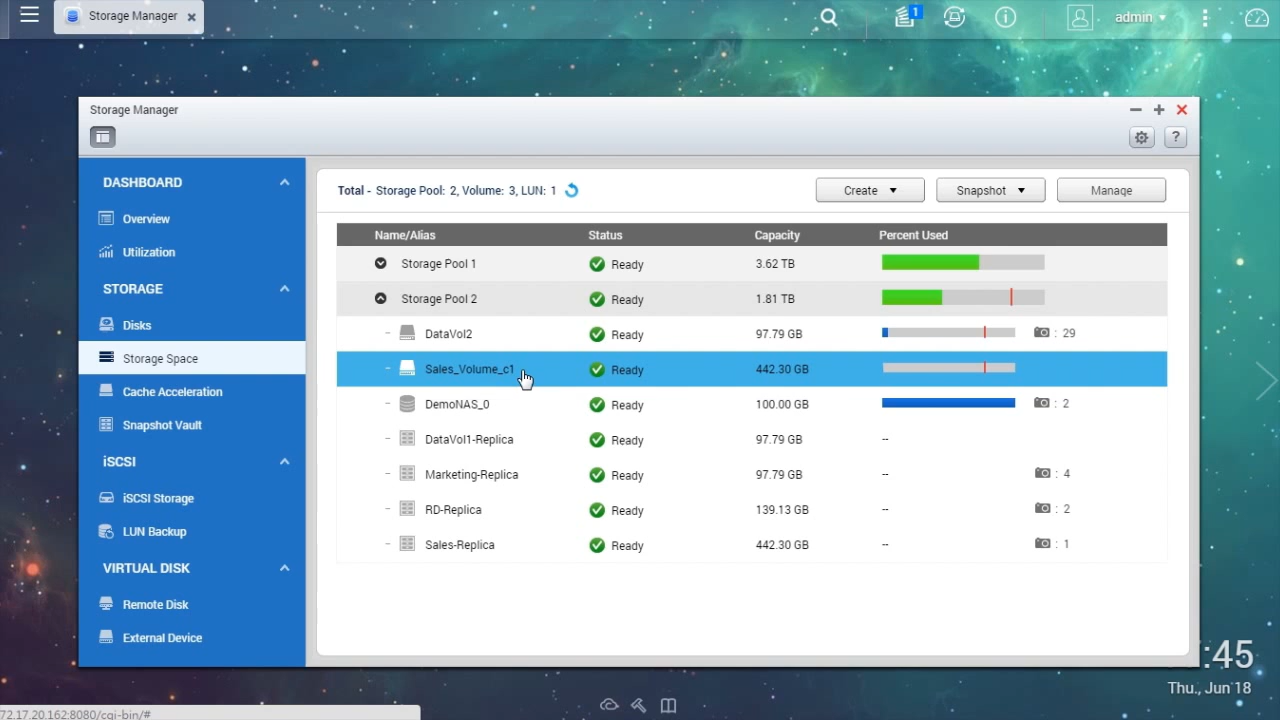 Storage Manager ×
1
admin
Storage Manager
?
DASHBOARD
Overview
Utilization
STORAGE
Disks
Storage Space
Cache Acceleration
Snapshot Vault
iSCSI
iSCSI Storage
LUN Backup
VIRTUAL DISK
Remote Disk
External Device
Total - Storage Pool: 2, Volume: 3, LUN: 1
Create
Snapshot
Manage
Name/Alias Status Capacity Percent Used
Storage Pool 1 Ready 3.62 TB
Storage Pool 2 Ready 1.81 TB
DataVol2 Ready 97.79 GB : 29
Sales_Volume_c1 Ready 442.30 GB
DemoNAS_0 Ready 100.00 GB : 2
DataVol1-Replica Ready 97.79 GB --
Marketing-Replica Ready 97.79 GB -- : 4
RD-Replica Ready 139.13 GB -- : 2
Sales-Replica Ready 442.30 GB -- : 1
:45
Thu., Jun 18
72.17.20.162:8080/cgi-bin/#